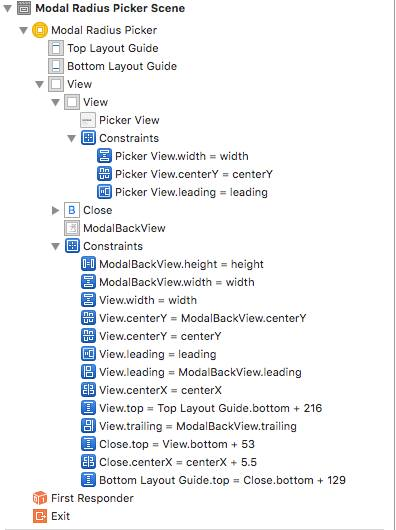 Modal Radius Picker Scene
Modal Radius Picker
Top Layout Guide
Bottom Layout Guide
View
View
Picker View
Constraints
Picker View.width = width
Picker View.centerY = centerY
Picker View.leading = leading
B Close
ModalBackView
Constraints
ModalBackView.height = height
ModalBackView.width = width
View.width = width
View.centerY = ModalBackView.centerY
View.centerY = centerY
View.leading = leading
View.leading = ModalBackView.leading
View.centerX = centerX
View.top = Top Layout Guide.bottom + 216
View.trailing = ModalBackView.trailing
Close.top = View.bottom + 53
Close.centerX = centerX + 5.5
Bottom Layout Guide.top = Close.bottom + 129
First Responder
Exit